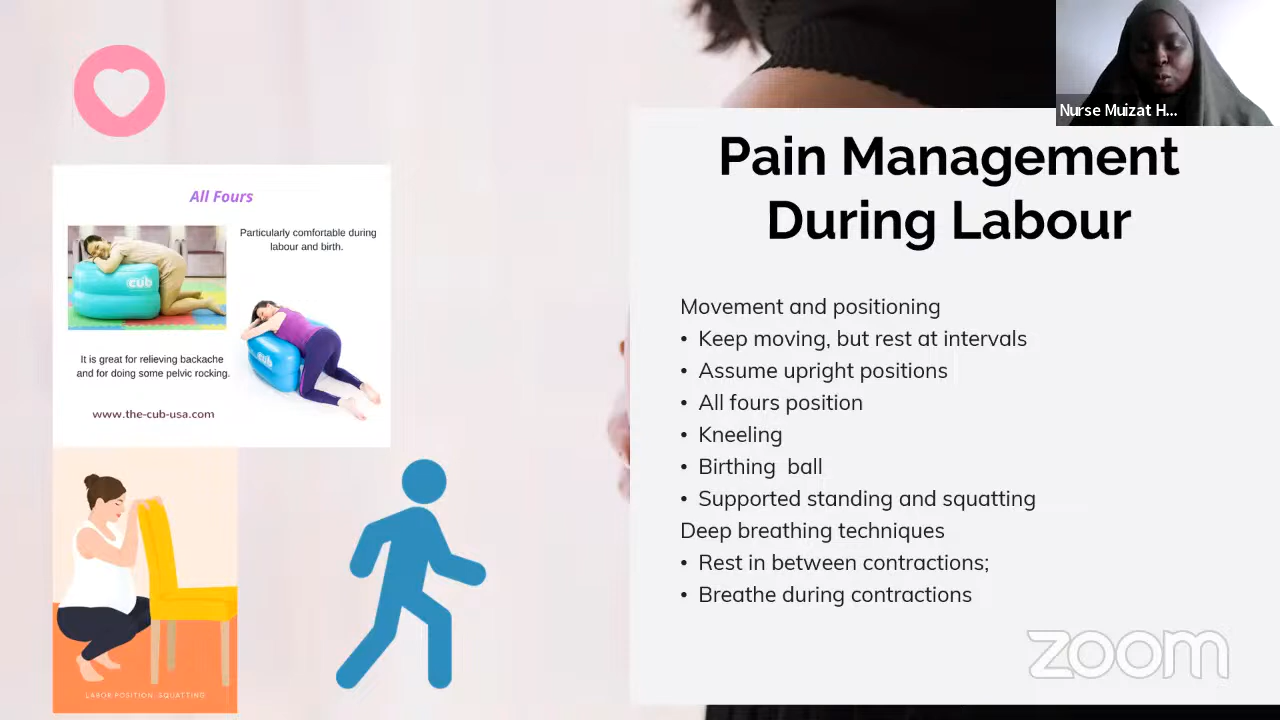 Nurse Muizat H...
Pain Management
During Labour
All Fours
Particularly comfortable during
labour and birth.
cub
cub
It is great for relieving backache
and for doing some pelvic rocking.
www.the-cub-usa.com
LABOR POSITION: SQUATTING
Movement and positioning
• Keep moving, but rest at intervals
• Assume upright positions
• All fours position
• Kneeling
• Birthing ball
• Supported standing and squatting
Deep breathing techniques
• Rest in between contractions;
• Breathe during contractions
zoom